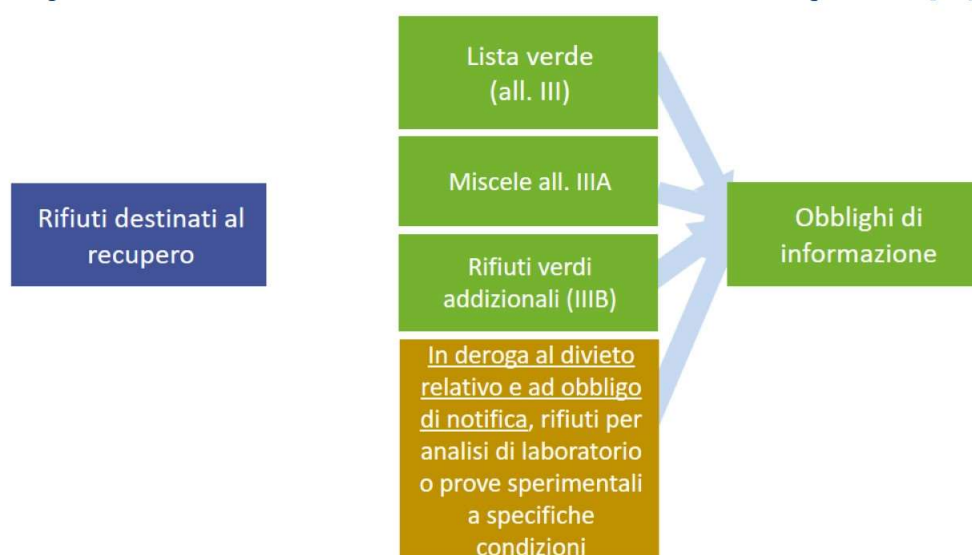 Lista verde
(all. III)
Miscele all. IIIA
Rifiuti destinati al
recupero
Obblighi di
informazione
Rifiuti verdi
addizionali (IIIB)
In deroga al divieto
relativo e ad obbligo
di notifica, rifiuti per
analisi di laboratorio
o prove sperimentali
a specifiche
condizioni